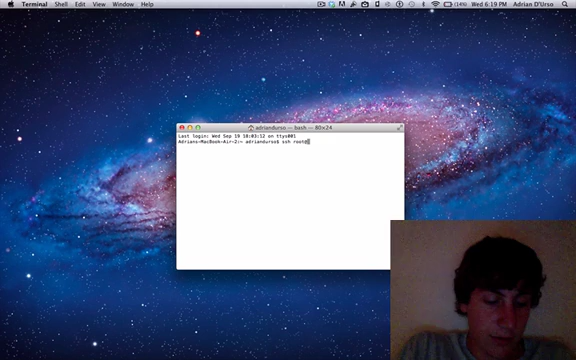 Terminal Shell Edit View Window Help (14%) Wed 6:19 PM Adrian D'Urso
adriandurso — bash — 80×24
Last login: Wed Sep 19 18:03:12 on ttys001
Adrians-MacBook-Air-2:~ adriandurso$ ssh root@